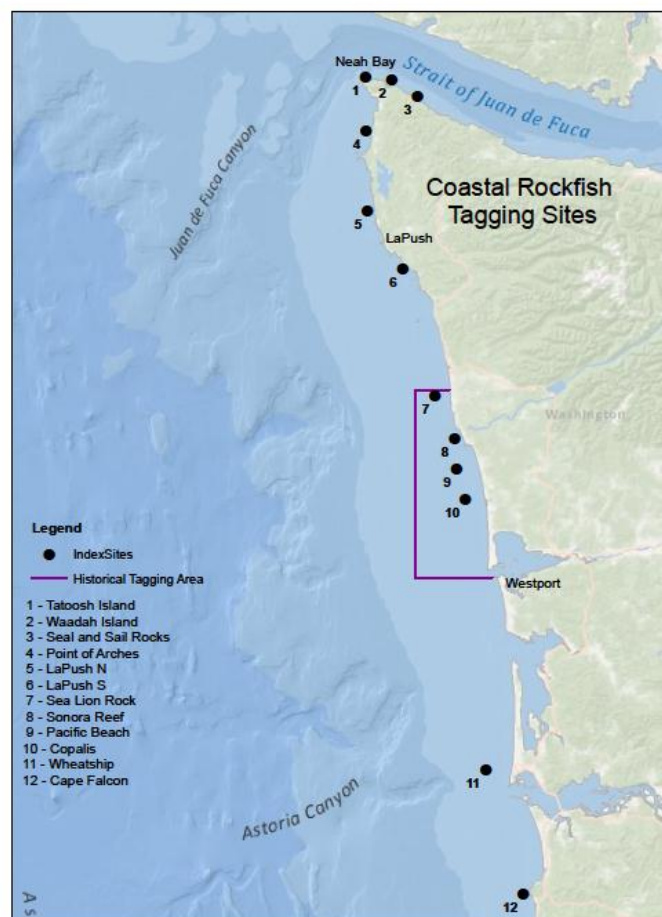 Neah Bay
Strait of Juan de Fuca
1
2
3
4
Juan de Fuca Canyon
Coastal Rockfish
Tagging Sites
5
LaPush
6
7
Washington
8
9
10
Legend
IndexSites
Historical Tagging Area
Westport
1 - Tatoosh Island
2 - Waadah Island
3 - Seal and Sail Rocks
4 - Point of Arches
5 - LaPush N
6 - LaPush S
7 - Sea Lion Rock
8 - Sonora Reef
9 - Pacific Beach
10 - Copalis
11 - Wheatship
12 - Cape Falcon
11
Astoria Canyon
12
As